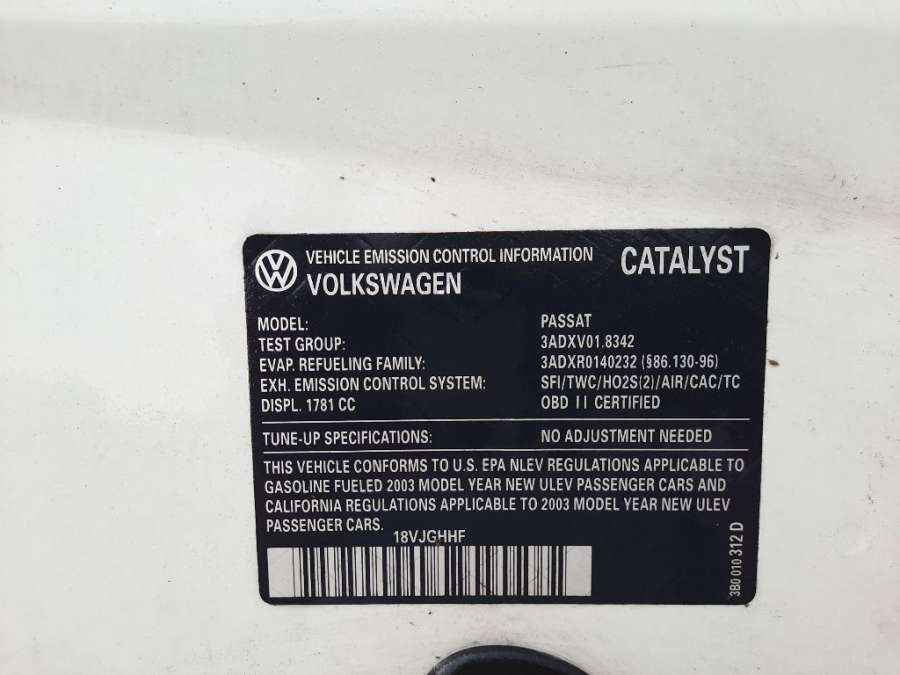 VEHICLE EMISSION CONTROL INFORMATION
VOLKSWAGEN
CATALYST
MODEL: PASSAT
TEST GROUP: 3ADXV01.8342
EVAP. REFUELING FAMILY: 3ADXR0140232 (§86.130-96)
EXH. EMISSION CONTROL SYSTEM: SFI/TWC/HO2S(2)/AIR/CAC/TC
DISPL. 1781 CC OBD II CERTIFIED
TUNE-UP SPECIFICATIONS: NO ADJUSTMENT NEEDED
THIS VEHICLE CONFORMS TO U.S. EPA NLEV REGULATIONS APPLICABLE TO
GASOLINE FUELED 2003 MODEL YEAR NEW ULEV PASSENGER CARS AND
CALIFORNIA REGULATIONS APPLICABLE TO 2003 MODEL YEAR NEW ULEV
PASSENGER CARS.
18VJGHHF
3B0 010 312 D